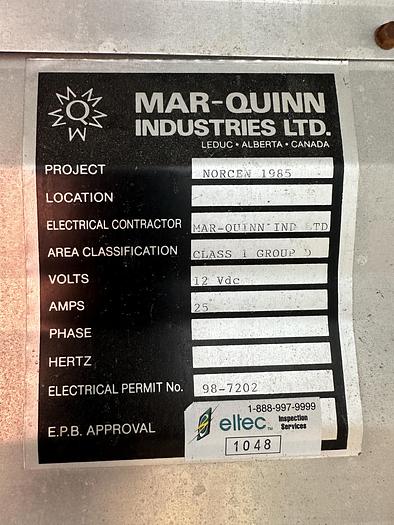 Q
MAR-QUINN
INDUSTRIES LTD.
LEDUC • ALBERTA • CANADA
PROJECT NORCEN 1985
LOCATION
ELECTRICAL CONTRACTOR MAR-QUINN IND LTD
AREA CLASSIFICATION CLASS 1 GROUP D
VOLTS 12 Vdc
AMPS 25
PHASE
HERTZ
ELECTRICAL PERMIT No. 98-7202
E.P.B. APPROVAL
1-888-997-9999
eltec™ Inspection Services
1048